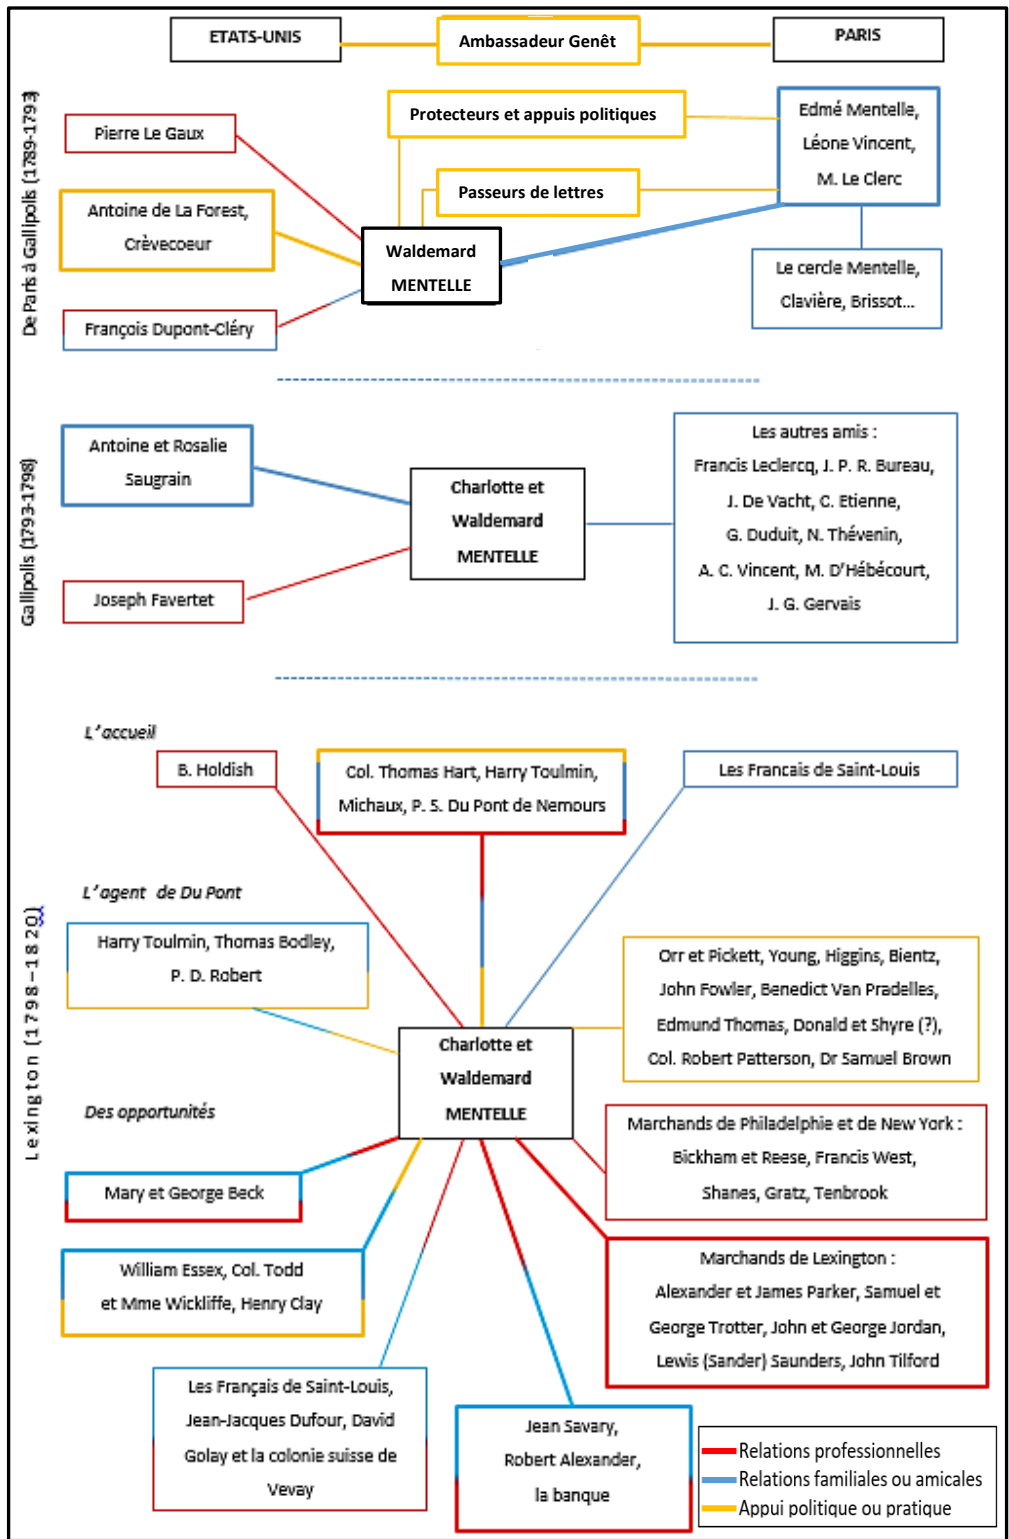 ETATS-UNIS
Ambassadeur Genêt
PARIS
De Paris à Gallipolis (1789-1793)
Pierre Le Gaux
Protecteurs et appuis politiques
Edmé Mentelle,
Léone Vincent,
M. Le Clerc
Passeurs de lettres
Antoine de La Forest,
Crèvecoeur
Waldemard
MENTELLE
Le cercle Mentelle,
Clavière, Brissot...
François Dupont-Cléry
Gallipolis (1793-1798)
Antoine et Rosalie
Saugrain
Charlotte et
Waldemard
MENTELLE
Les autres amis :
Francis Leclercq, J. P. R. Bureau,
J. De Vacht, C. Etienne,
G. Duduit, N. Thévenin,
A. C. Vincent, M. D'Hébécourt,
J. G. Gervais
Joseph Favertet
Lexington (1798-1820)
L'accueil
B. Holdish
Col. Thomas Hart, Harry Toulmin,
Michaux, P. S. Du Pont de Nemours
Les Francais de Saint-Louis
L'agent de Du Pont
Harry Toulmin, Thomas Bodley,
P. D. Robert
Orr et Pickett, Young, Higgins, Bientz,
John Fowler, Benedict Van Pradelles,
Edmund Thomas, Donald et Shyre (?),
Col. Robert Patterson, Dr Samuel Brown
Charlotte et
Waldemard
MENTELLE
Des opportunités
Marchands de Philadelphie et de New York :
Bickham et Reese, Francis West,
Shanes, Gratz, Tenbrook
Mary et George Beck
William Essex, Col. Todd
et Mme Wickliffe, Henry Clay
Marchands de Lexington :
Alexander et James Parker, Samuel et
George Trotter, John et George Jordan,
Lewis (Sander) Saunders, John Tilford
Les Français de Saint-Louis,
Jean-Jacques Dufour, David
Golay et la colonie suisse de
Vevay
Jean Savary,
Robert Alexander,
la banque
Relations professionnelles
Relations familiales ou amicales
Appui politique ou pratique